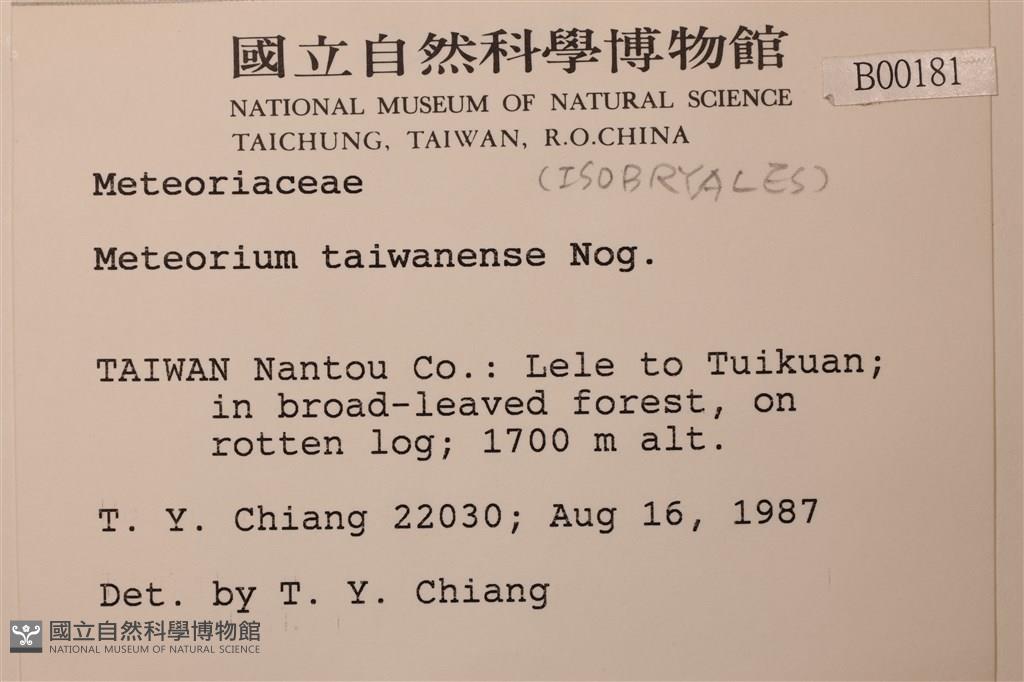 國立自然科學博物館
B00181
NATIONAL MUSEUM OF NATURAL SCIENCE
TAICHUNG, TAIWAN, R.O.CHINA
Meteoriaceae (ISOBRYALES)
Meteorium taiwanense Nog.
TAIWAN Nantou Co.: Lele to Tuikuan;
in broad-leaved forest, on
rotten log; 1700 m alt.
T. Y. Chiang 22030; Aug 16, 1987
Det. by T. Y. Chiang
國立自然科學博物館
NATIONAL MUSEUM OF NATURAL SCIENCE